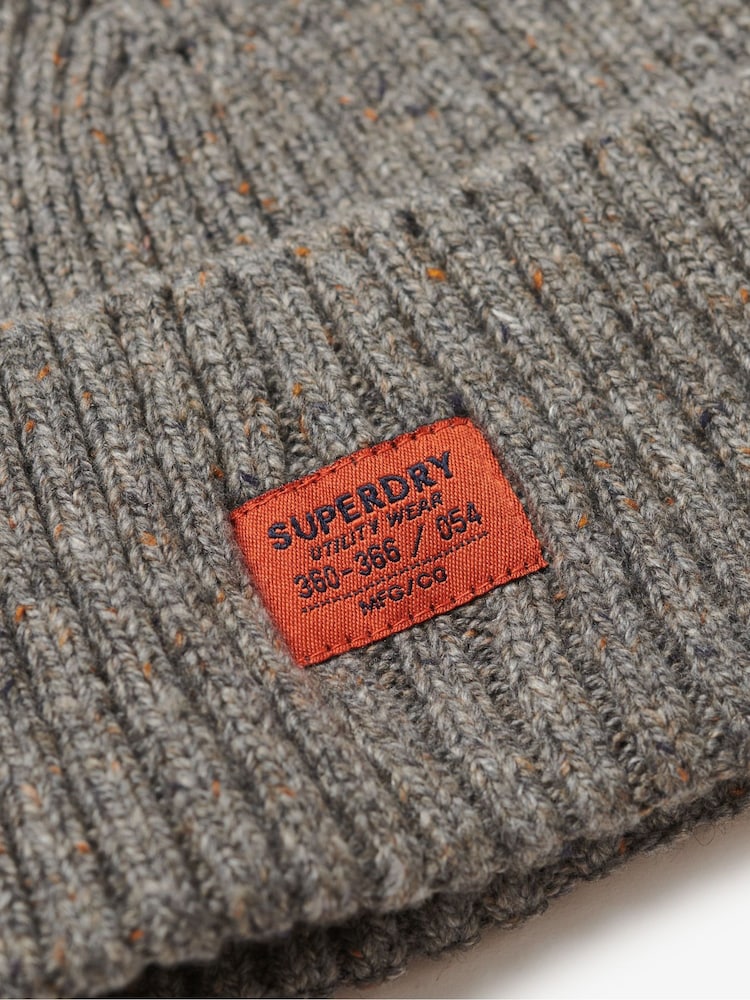 SUPERDRY
UTILITY WEAR
360-366 / 054
MFG/CO